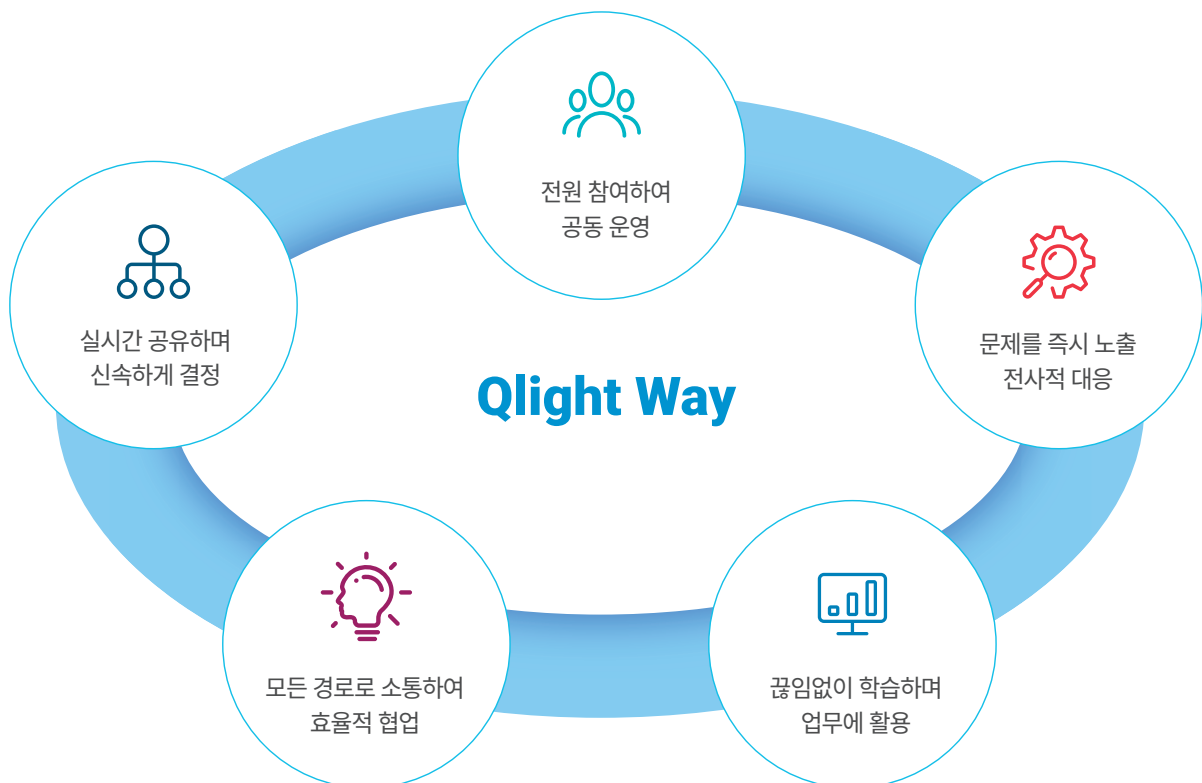 전원 참여하여
공동 운영
실시간 공유하며
신속하게 결정
문제를 즉시 노출
전사적 대응
Qlight Way
모든 경로로 소통하여
효율적 협업
끊임없이 학습하며
업무에 활용